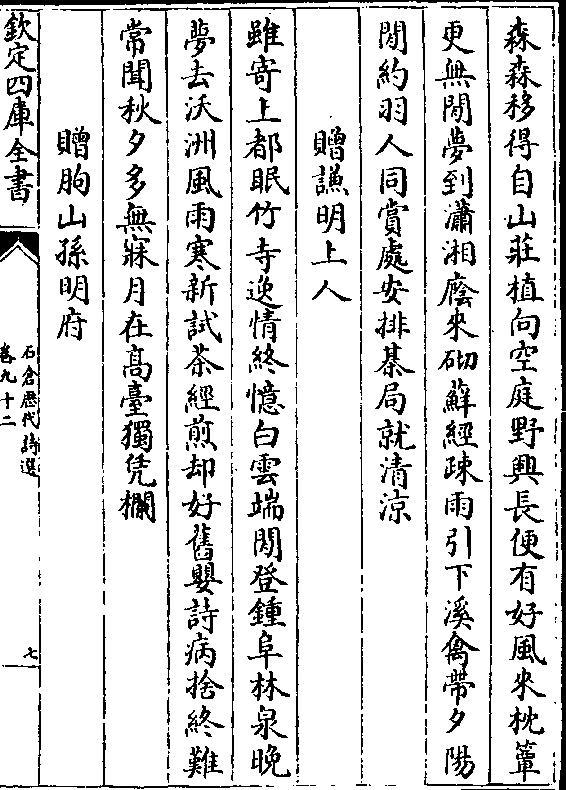 森森移得自山莊植向空庭野興長便有好風來枕簟
更無閒夢到瀟湘廕來砌蘚經疎雨引下溪禽帶夕陽
閒約羽人同賞處安排棊局就清涼
贈謙明上人
雖寄上都眠竹寺逸情終憶白雲端閒登鍾阜林泉晚
夢去沃洲風雨寒新試茶經煎却好舊嬰詩病捨終難
常聞秋夕多無寐月在高臺獨凭欄
贈朐山孫明府
欽定四庫全書
石倉歷代詩選
卷九十二
七